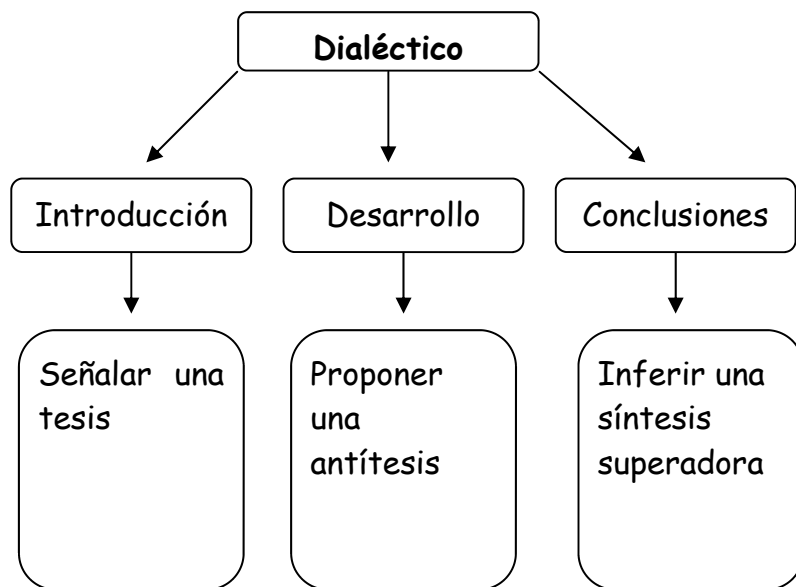 Dialéctico
Introducción
Desarrollo
Conclusiones
Señalar una
tesis
Proponer
una
antítesis
Inferir una
síntesis
superadora